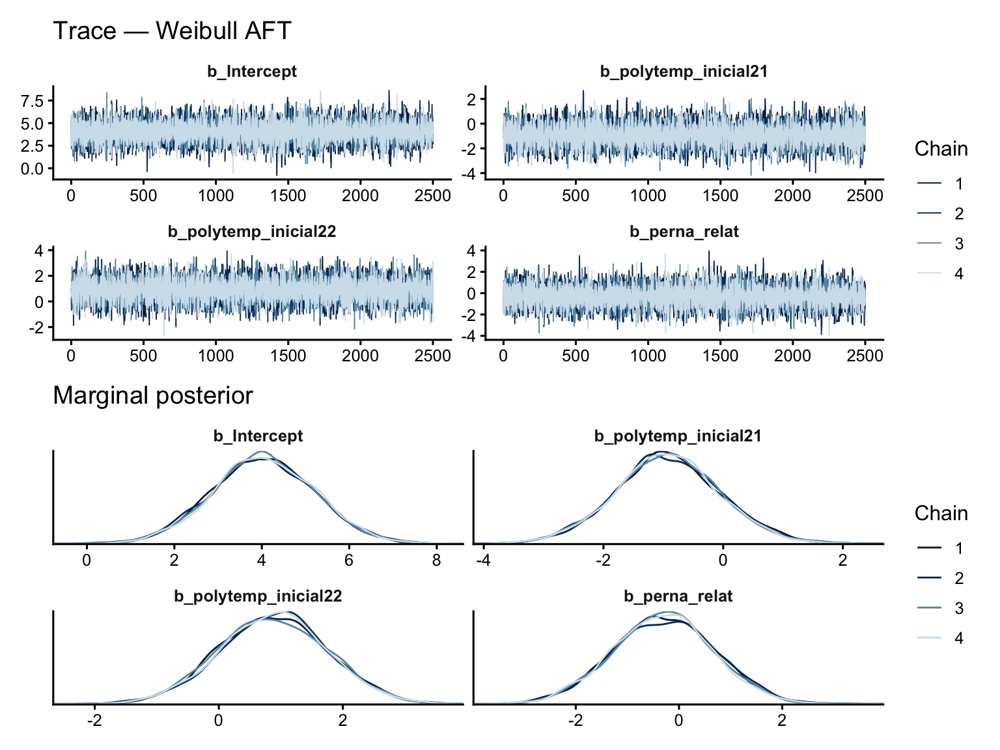 Trace — Weibull AFT
b_Intercept
b_polytemp_inicial21
7.5
5.0
2.5
0.0
2
0
-2
-4
0 500 1000 1500 2000 2500
0 500 1000 1500 2000 2500
b_polytemp_inicial22
b_perna_relat
4
2
0
-2
4
2
0
-2
-4
0 500 1000 1500 2000 2500
0 500 1000 1500 2000 2500
Chain
1
2
3
4
Marginal posterior
b_Intercept
b_polytemp_inicial21
0 2 4 6 8
-4 -2 0 2
b_polytemp_inicial22
b_perna_relat
-2 0 2
-2 0 2
Chain
1
2
3
4